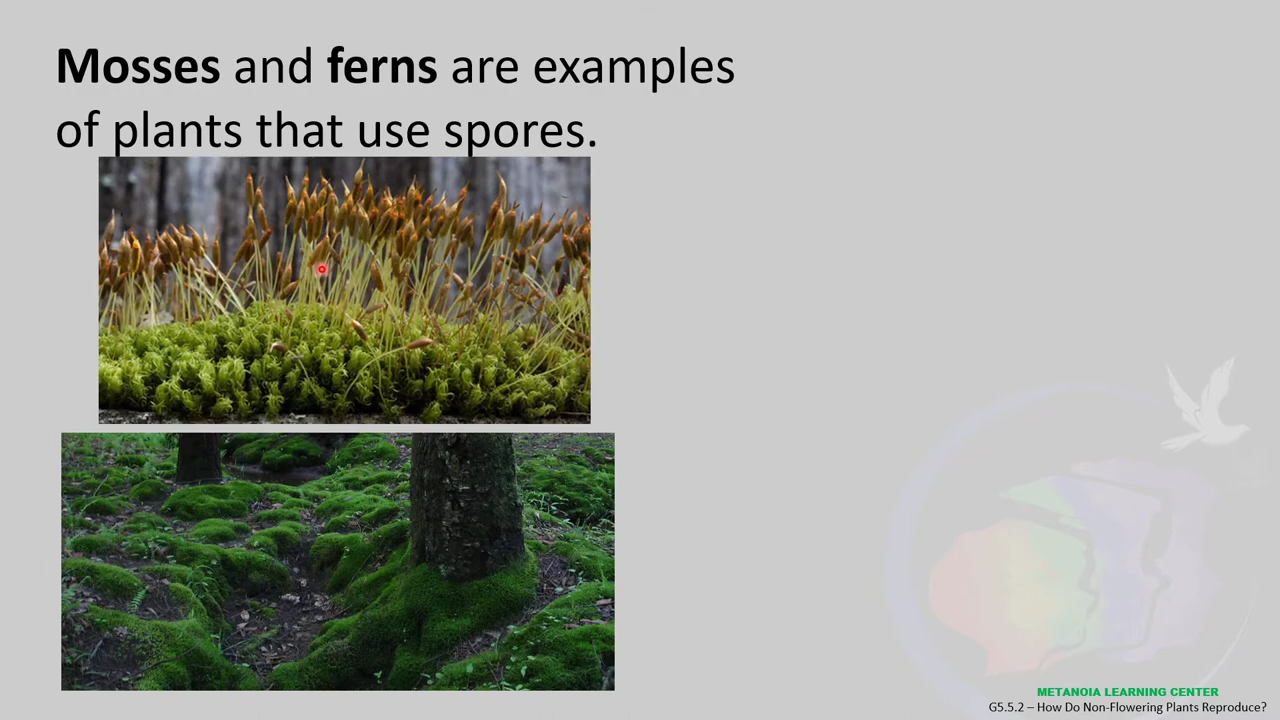 Mosses and ferns are examples
of plants that use spores.
METANOIA LEARNING CENTER
G5.5.2 – How Do Non-Flowering Plants Reproduce?